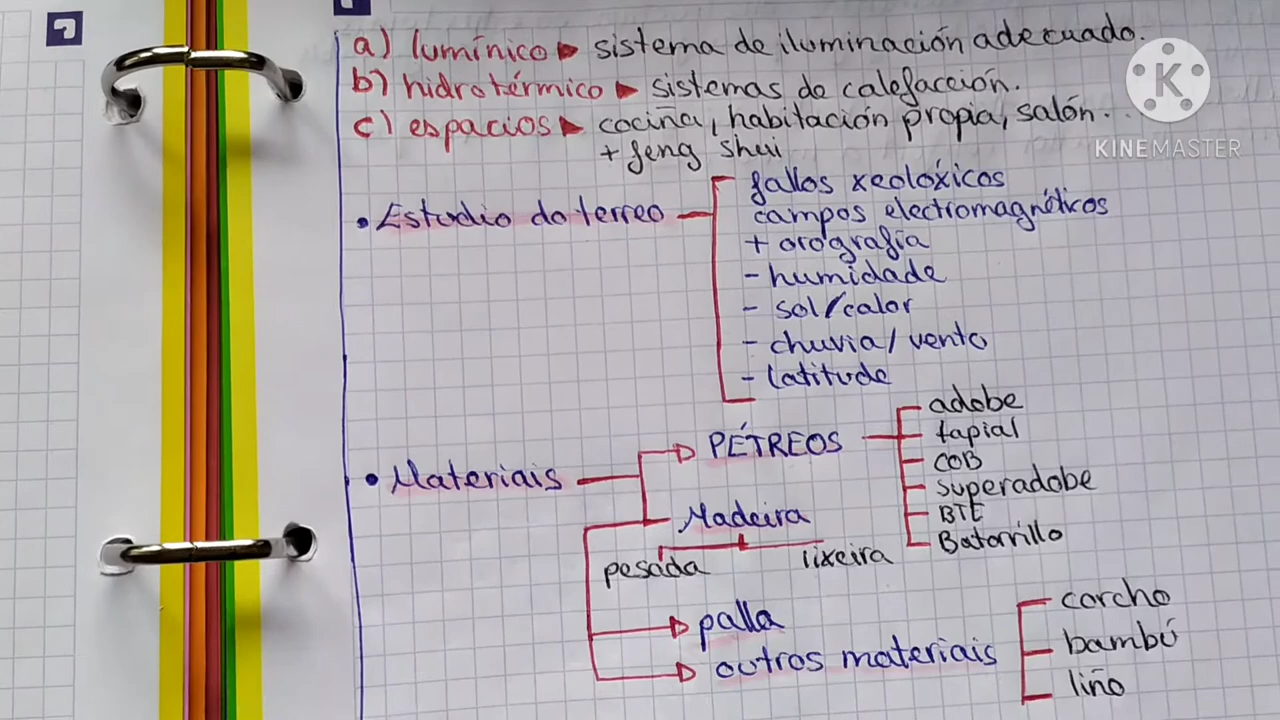 a) lumínico ▸ sistema de iluminación adecuado.
b) hidrotérmico ▸ sistemas de calefacción.
c) espacios ▸ cociña, habitación propia, salón...
+ feng shui
• Estudio do terreo
fallos xeolóxicos
campos electromagnéticos
+ orografía
- humidade
- sol/calor
- chuvia/vento
- latitude
• Materiais
PÉTREOS
adobe
tapial
COB
superadobe
BTE
Batorrillo
Madeira
pesada lixeira
palla
outros materiais
corcho
bambú
liño
K
KINEMASTER